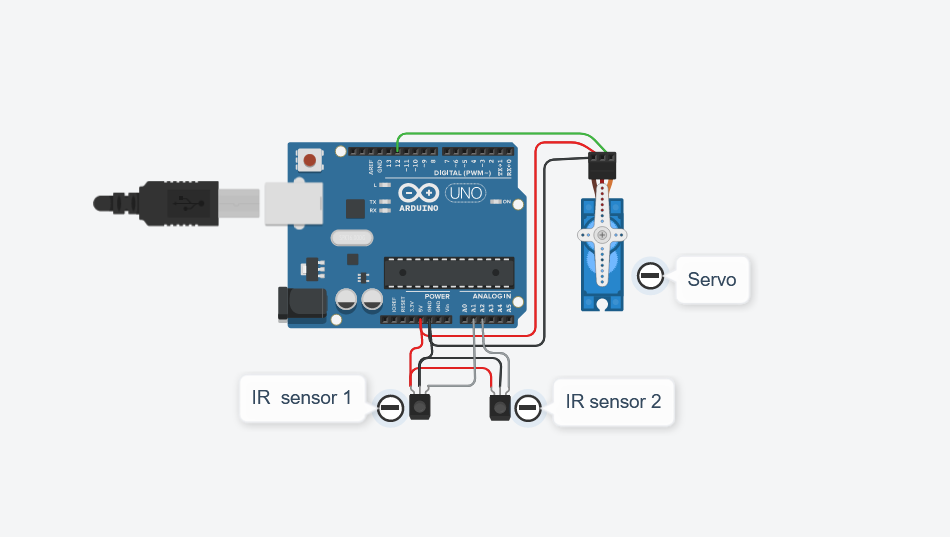 AREF
GND
13
12
~11
~10
~9
8
7
~6
~5
4
~3
2
TX→1
RX←0
DIGITAL (PWM~)
L
TX
RX
UNO
ON
ARDUINO
POWER
ANALOG IN
IOREF
RESET
3.3V
5V
GND
GND
Vin
A0
A1
A2
A3
A4
A5
Servo
IR sensor 1
IR sensor 2